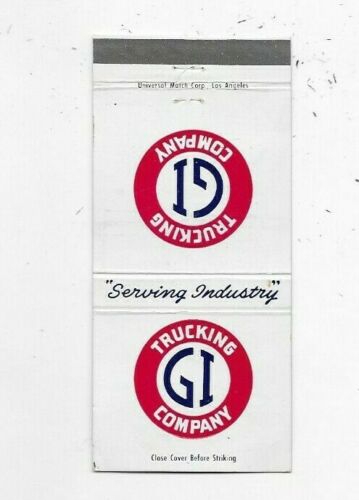 Universal Match Corp., Los Angeles
TRUCKING
GI
COMPANY
"Serving Industry"
TRUCKING
GI
COMPANY
Close Cover Before Striking